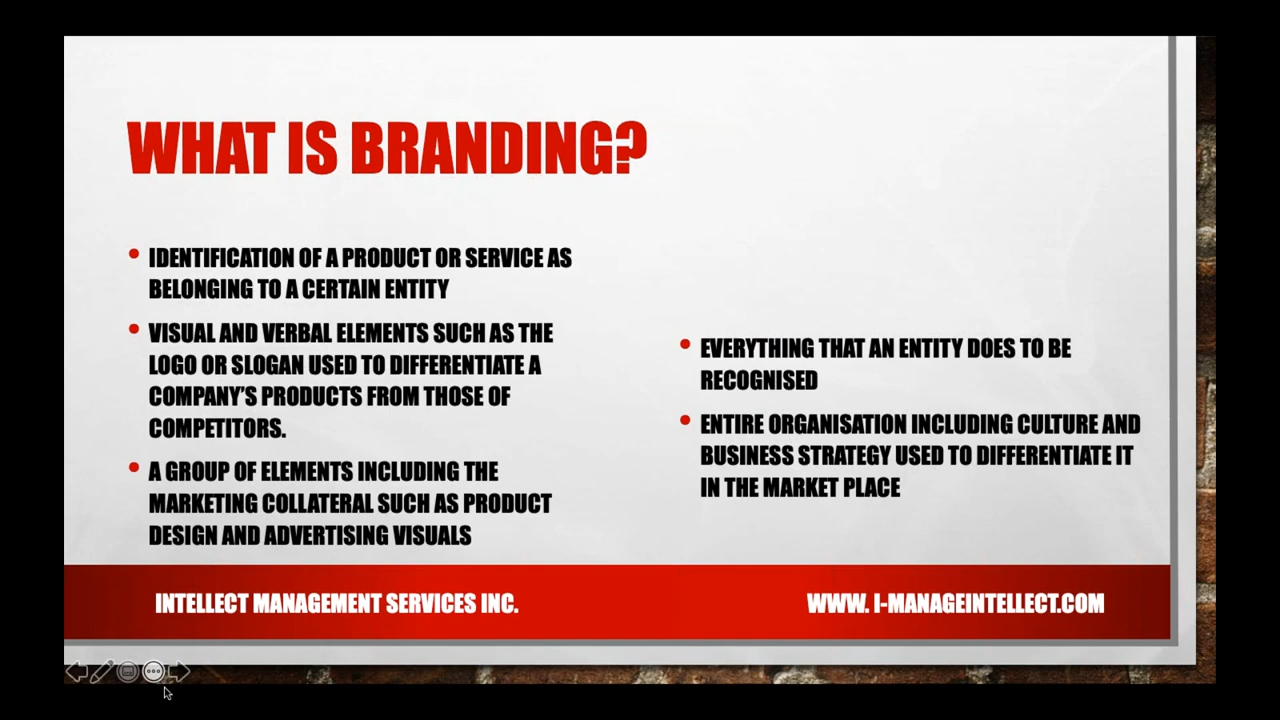 WHAT IS BRANDING?
• IDENTIFICATION OF A PRODUCT OR SERVICE AS
BELONGING TO A CERTAIN ENTITY
• VISUAL AND VERBAL ELEMENTS SUCH AS THE
LOGO OR SLOGAN USED TO DIFFERENTIATE A
COMPANY’S PRODUCTS FROM THOSE OF
COMPETITORS.
• A GROUP OF ELEMENTS INCLUDING THE
MARKETING COLLATERAL SUCH AS PRODUCT
DESIGN AND ADVERTISING VISUALS
• EVERYTHING THAT AN ENTITY DOES TO BE
RECOGNISED
• ENTIRE ORGANISATION INCLUDING CULTURE AND
BUSINESS STRATEGY USED TO DIFFERENTIATE IT
IN THE MARKET PLACE
INTELLECT MANAGEMENT SERVICES INC.
WWW. I-MANAGEINTELLECT.COM